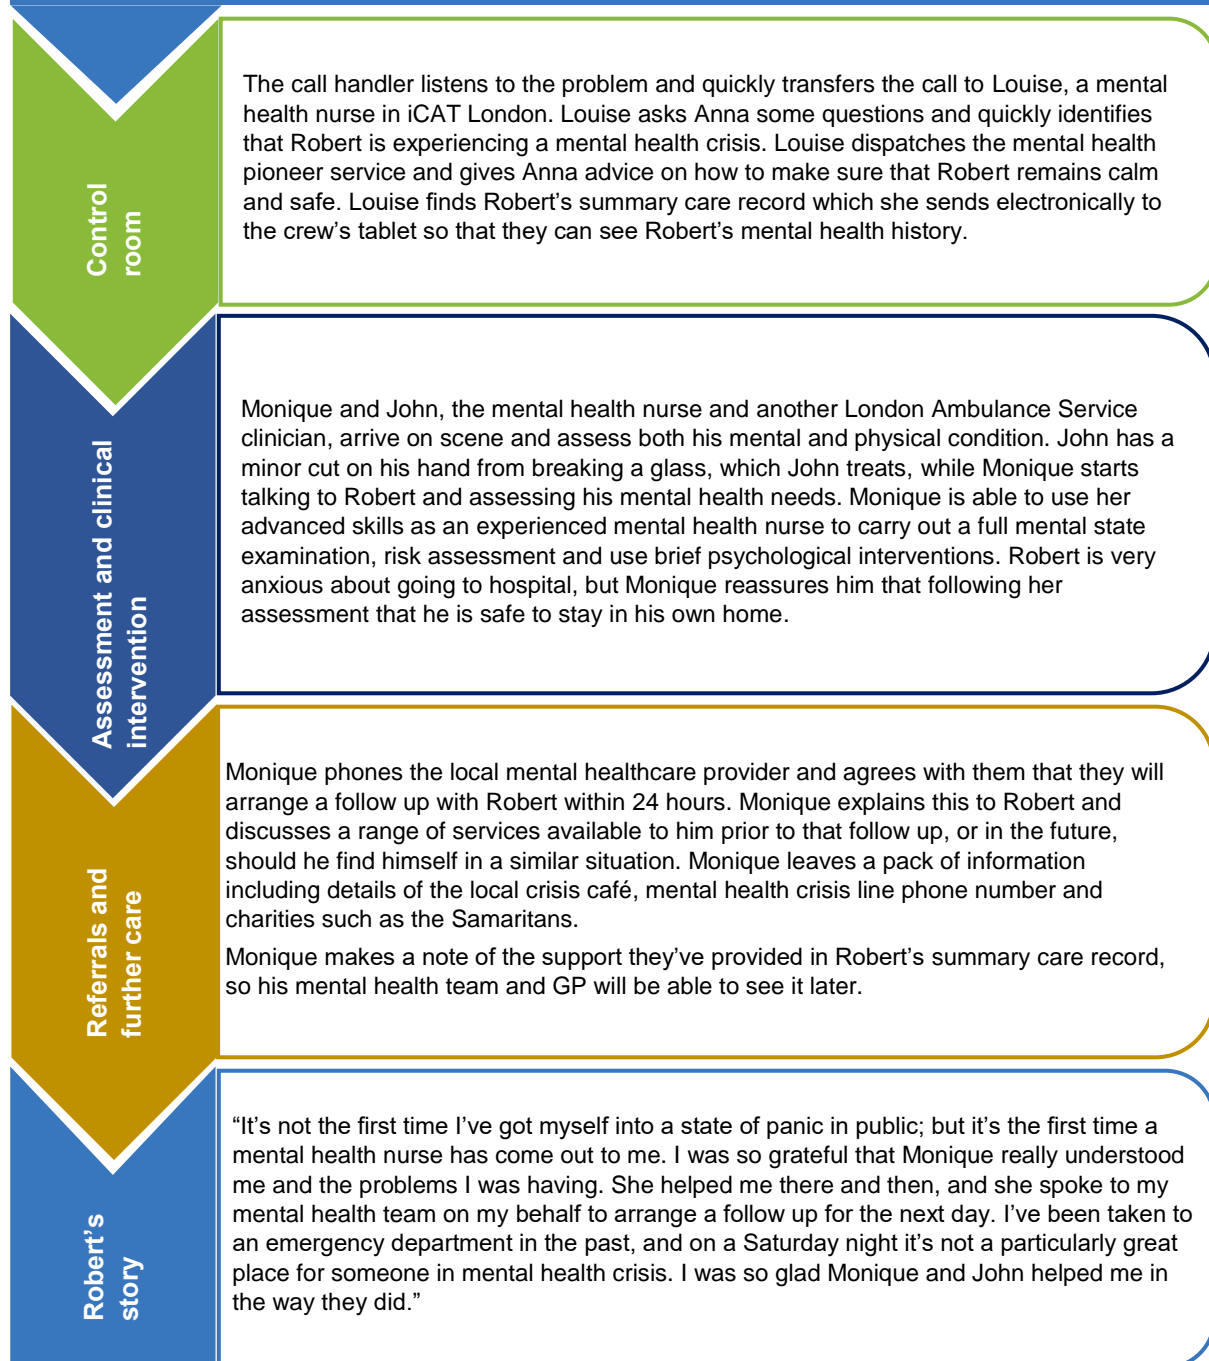 Control
room
The call handler listens to the problem and quickly transfers the call to Louise, a mental
health nurse in iCAT London. Louise asks Anna some questions and quickly identifies
that Robert is experiencing a mental health crisis. Louise dispatches the mental health
pioneer service and gives Anna advice on how to make sure that Robert remains calm
and safe. Louise finds Robert’s summary care record which she sends electronically to
the crew’s tablet so that they can see Robert’s mental health history.
Assessment and clinical
intervention
Monique and John, the mental health nurse and another London Ambulance Service
clinician, arrive on scene and assess both his mental and physical condition. John has a
minor cut on his hand from breaking a glass, which John treats, while Monique starts
talking to Robert and assessing his mental health needs. Monique is able to use her
advanced skills as an experienced mental health nurse to carry out a full mental state
examination, risk assessment and use brief psychological interventions. Robert is very
anxious about going to hospital, but Monique reassures him that following her
assessment that he is safe to stay in his own home.
Referrals and
further care
Monique phones the local mental healthcare provider and agrees with them that they will
arrange a follow up with Robert within 24 hours. Monique explains this to Robert and
discusses a range of services available to him prior to that follow up, or in the future,
should he find himself in a similar situation. Monique leaves a pack of information
including details of the local crisis café, mental health crisis line phone number and
charities such as the Samaritans.
Monique makes a note of the support they’ve provided in Robert’s summary care record,
so his mental health team and GP will be able to see it later.
Robert’s
story
“It’s not the first time I’ve got myself into a state of panic in public; but it’s the first time a
mental health nurse has come out to me. I was so grateful that Monique really understood
me and the problems I was having. She helped me there and then, and she spoke to my
mental health team on my behalf to arrange a follow up for the next day. I’ve been taken to
an emergency department in the past, and on a Saturday night it’s not a particularly great
place for someone in mental health crisis. I was so glad Monique and John helped me in
the way they did.”